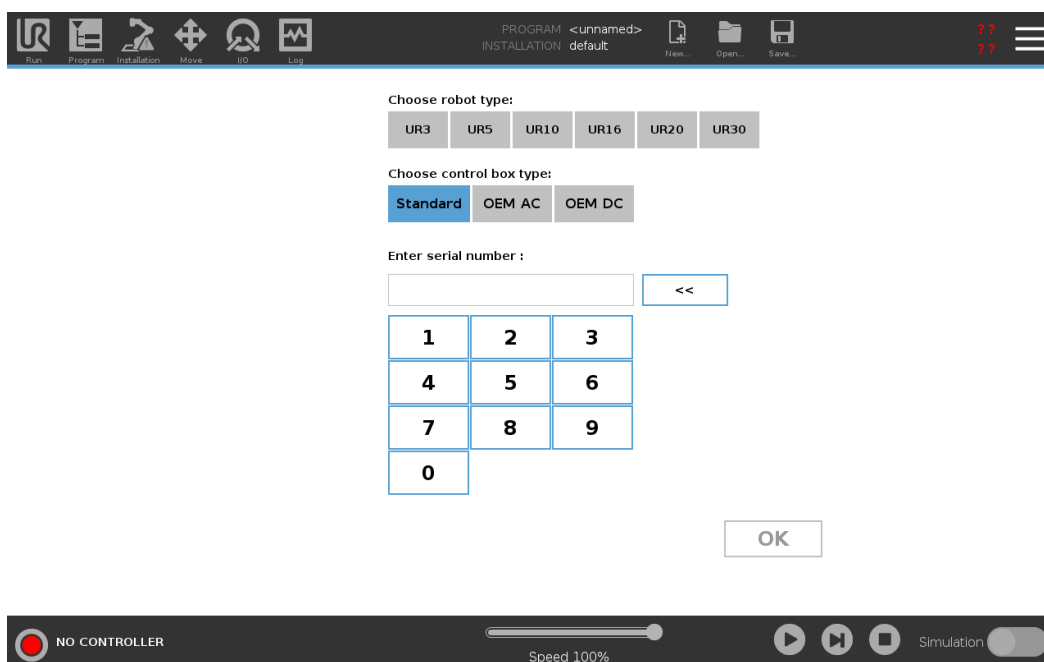 PROGRAM <unnamed>
INSTALLATION default
? ?
? ?
Run Program Installation Move I/O Log New... Open... Save...
Choose robot type:
UR3 UR5 UR10 UR16 UR20 UR30
Choose control box type:
Standard OEM AC OEM DC
Enter serial number :
<<
1 2 3
4 5 6
7 8 9
0
OK
NO CONTROLLER
Simulation
Speed 100%